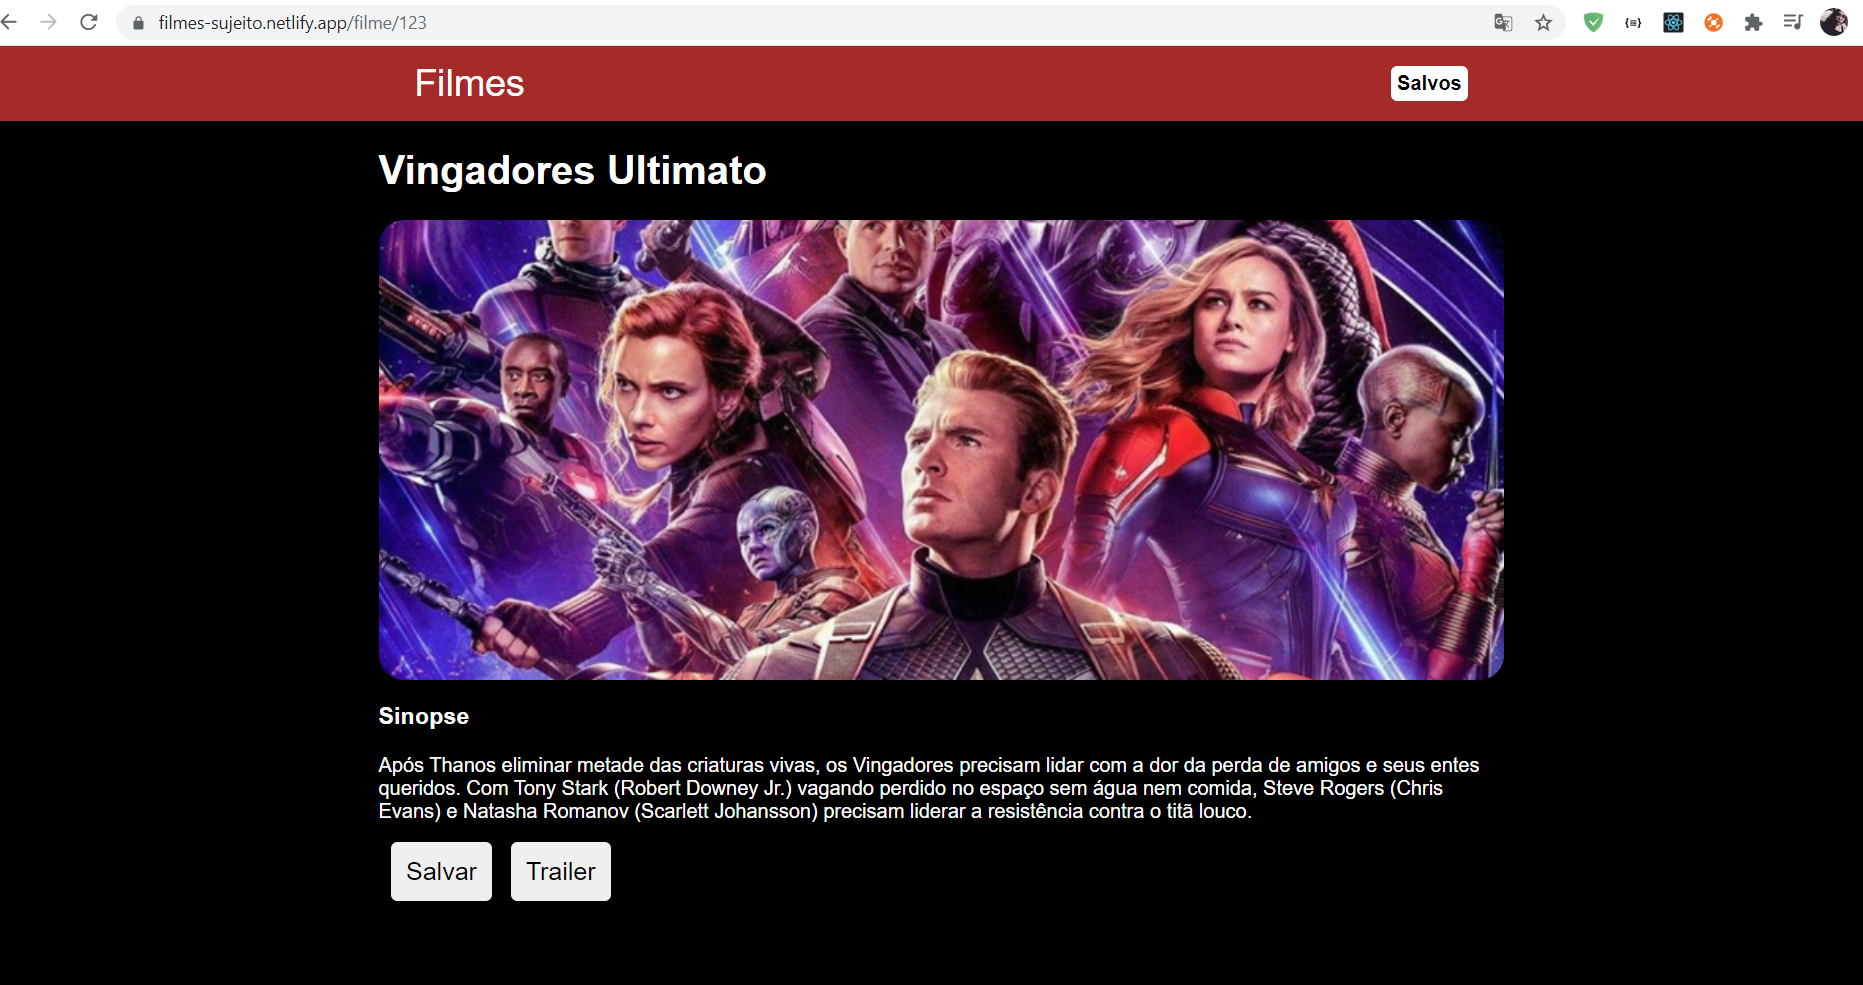 filmes-sujeito.netlify.app/filme/123
Filmes
Salvos
Vingadores Ultimato
Sinopse
Após Thanos eliminar metade das criaturas vivas, os Vingadores precisam lidar com a dor da perda de amigos e seus entes
queridos. Com Tony Stark (Robert Downey Jr.) vagando perdido no espaço sem água nem comida, Steve Rogers (Chris
Evans) e Natasha Romanov (Scarlett Johansson) precisam liderar a resistência contra o titã louco.
Salvar
Trailer